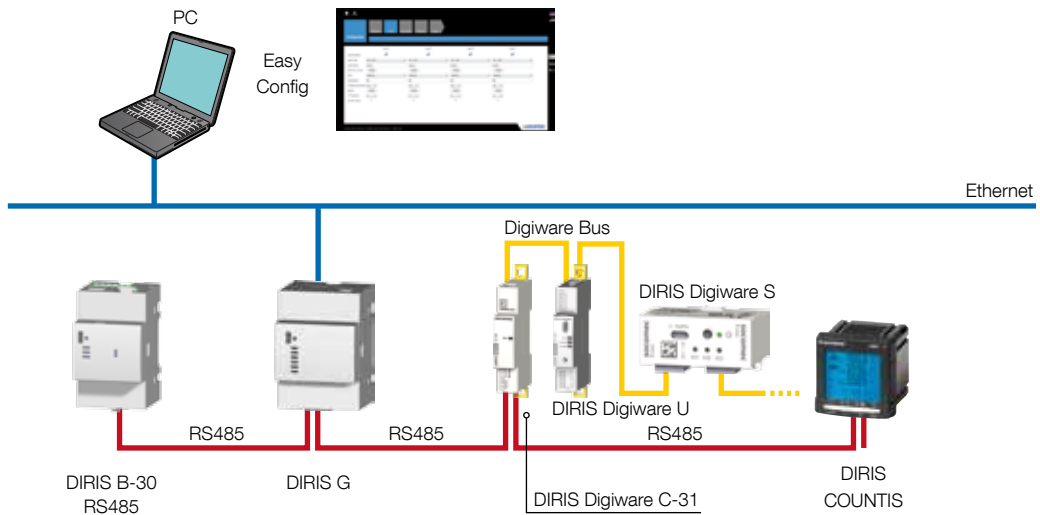 PC
Easy
Config
Ethernet
Digiware Bus
DIRIS Digiware S
DIRIS Digiware U
RS485
RS485
RS485
DIRIS B-30
RS485
DIRIS G
DIRIS Digiware C-31
DIRIS
COUNTIS